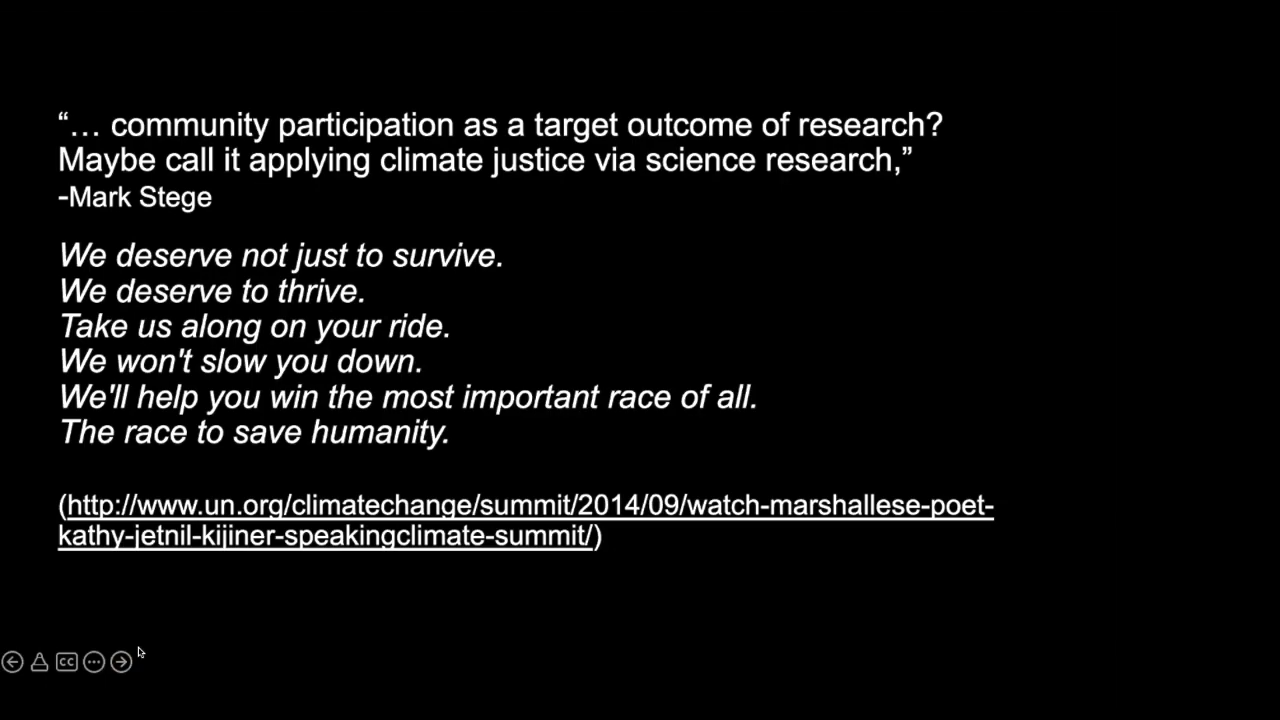 “… community participation as a target outcome of research?
Maybe call it applying climate justice via science research,”
-Mark Stege
We deserve not just to survive.
We deserve to thrive.
Take us along on your ride.
We won't slow you down.
We'll help you win the most important race of all.
The race to save humanity.
(http://www.un.org/climatechange/summit/2014/09/watch-marshallese-poet-
kathy-jetnil-kijiner-speakingclimate-summit/)
CC